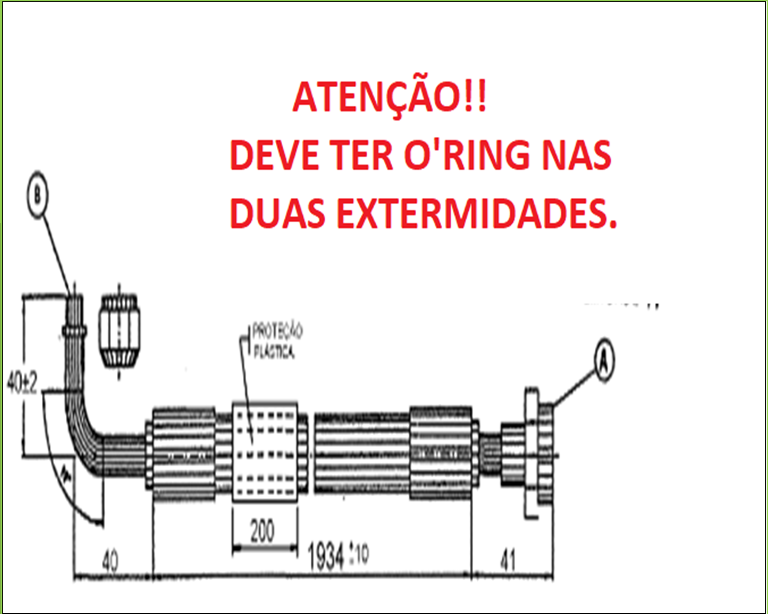 ATENÇÃO!!
DEVE TER O'RING NAS
DUAS EXTERMIDADES.
B
PROTEÇÃO
PLÁSTICA
A
40±2
200
1934 ±10
40
41